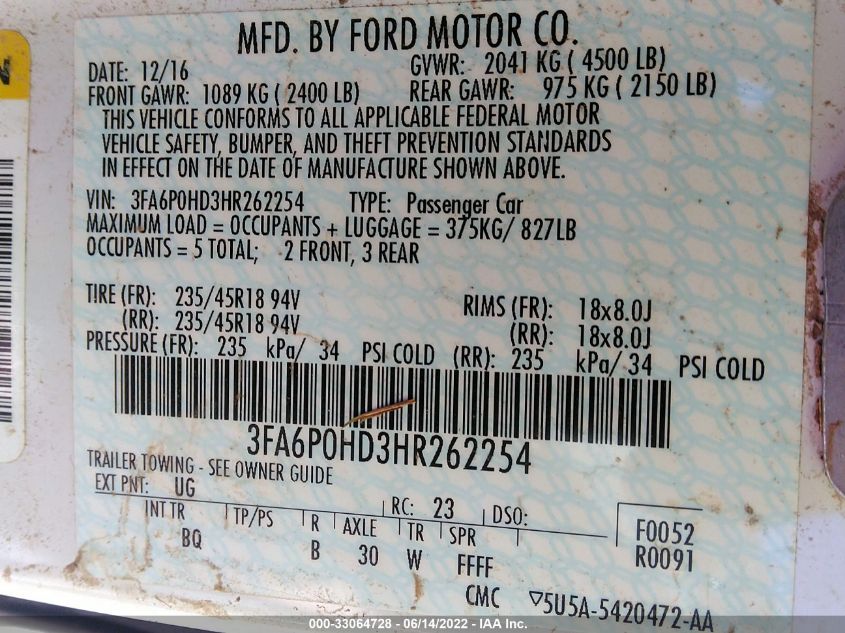 MFD. BY FORD MOTOR CO.
DATE: 12/16 GVWR: 2041 KG ( 4500 LB)
FRONT GAWR: 1089 KG ( 2400 LB) REAR GAWR: 975 KG ( 2150 LB)
THIS VEHICLE CONFORMS TO ALL APPLICABLE FEDERAL MOTOR
VEHICLE SAFETY, BUMPER, AND THEFT PREVENTION STANDARDS
IN EFFECT ON THE DATE OF MANUFACTURE SHOWN ABOVE.
VIN: 3FA6P0HD3HR262254 TYPE: Passenger Car
MAXIMUM LOAD = OCCUPANTS + LUGGAGE = 375KG/ 827LB
OCCUPANTS = 5 TOTAL; 2 FRONT, 3 REAR
TIRE (FR): 235/45R18 94V RIMS (FR): 18x8.0J
(RR): 235/45R18 94V (RR): 18x8.0J
PRESSURE (FR): 235 kPa/ 34 PSI COLD (RR): 235 kPa/ 34 PSI COLD
3FA6P0HD3HR262254
TRAILER TOWING - SEE OWNER GUIDE
EXT PNT: UG RC: 23 DSO:
INT TR TP/PS R AXLE TR SPR F0052
BQ B 30 W FFFF R0091
CMC ▽5U5A-5420472-AA
000-33064728 - 06/14/2022 - IAA Inc.